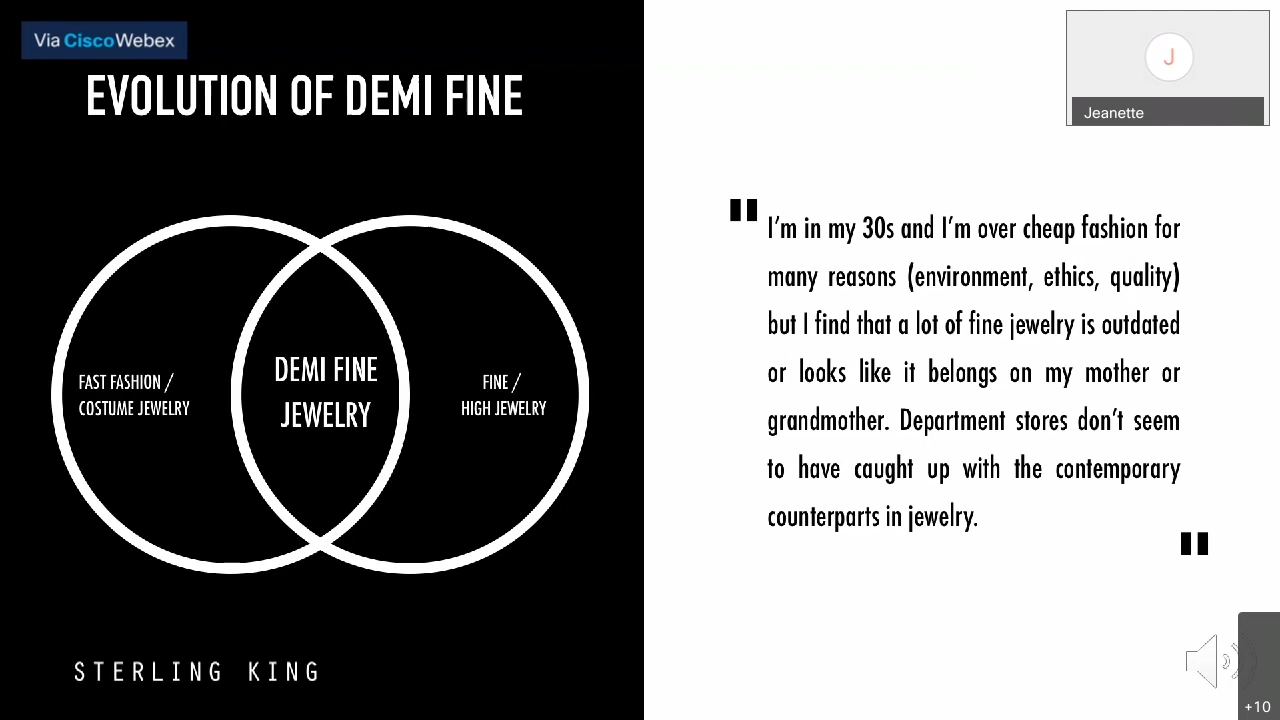 Via CiscoWebex
EVOLUTION OF DEMI FINE
FAST FASHION /
COSTUME JEWELRY
DEMI FINE
JEWELRY
FINE /
HIGH JEWELRY
STERLING KING
J
Jeanette
"I'm in my 30s and I'm over cheap fashion for
many reasons (environment, ethics, quality)
but I find that a lot of fine jewelry is outdated
or looks like it belongs on my mother or
grandmother. Department stores don't seem
to have caught up with the contemporary
counterparts in jewelry.
"
+10